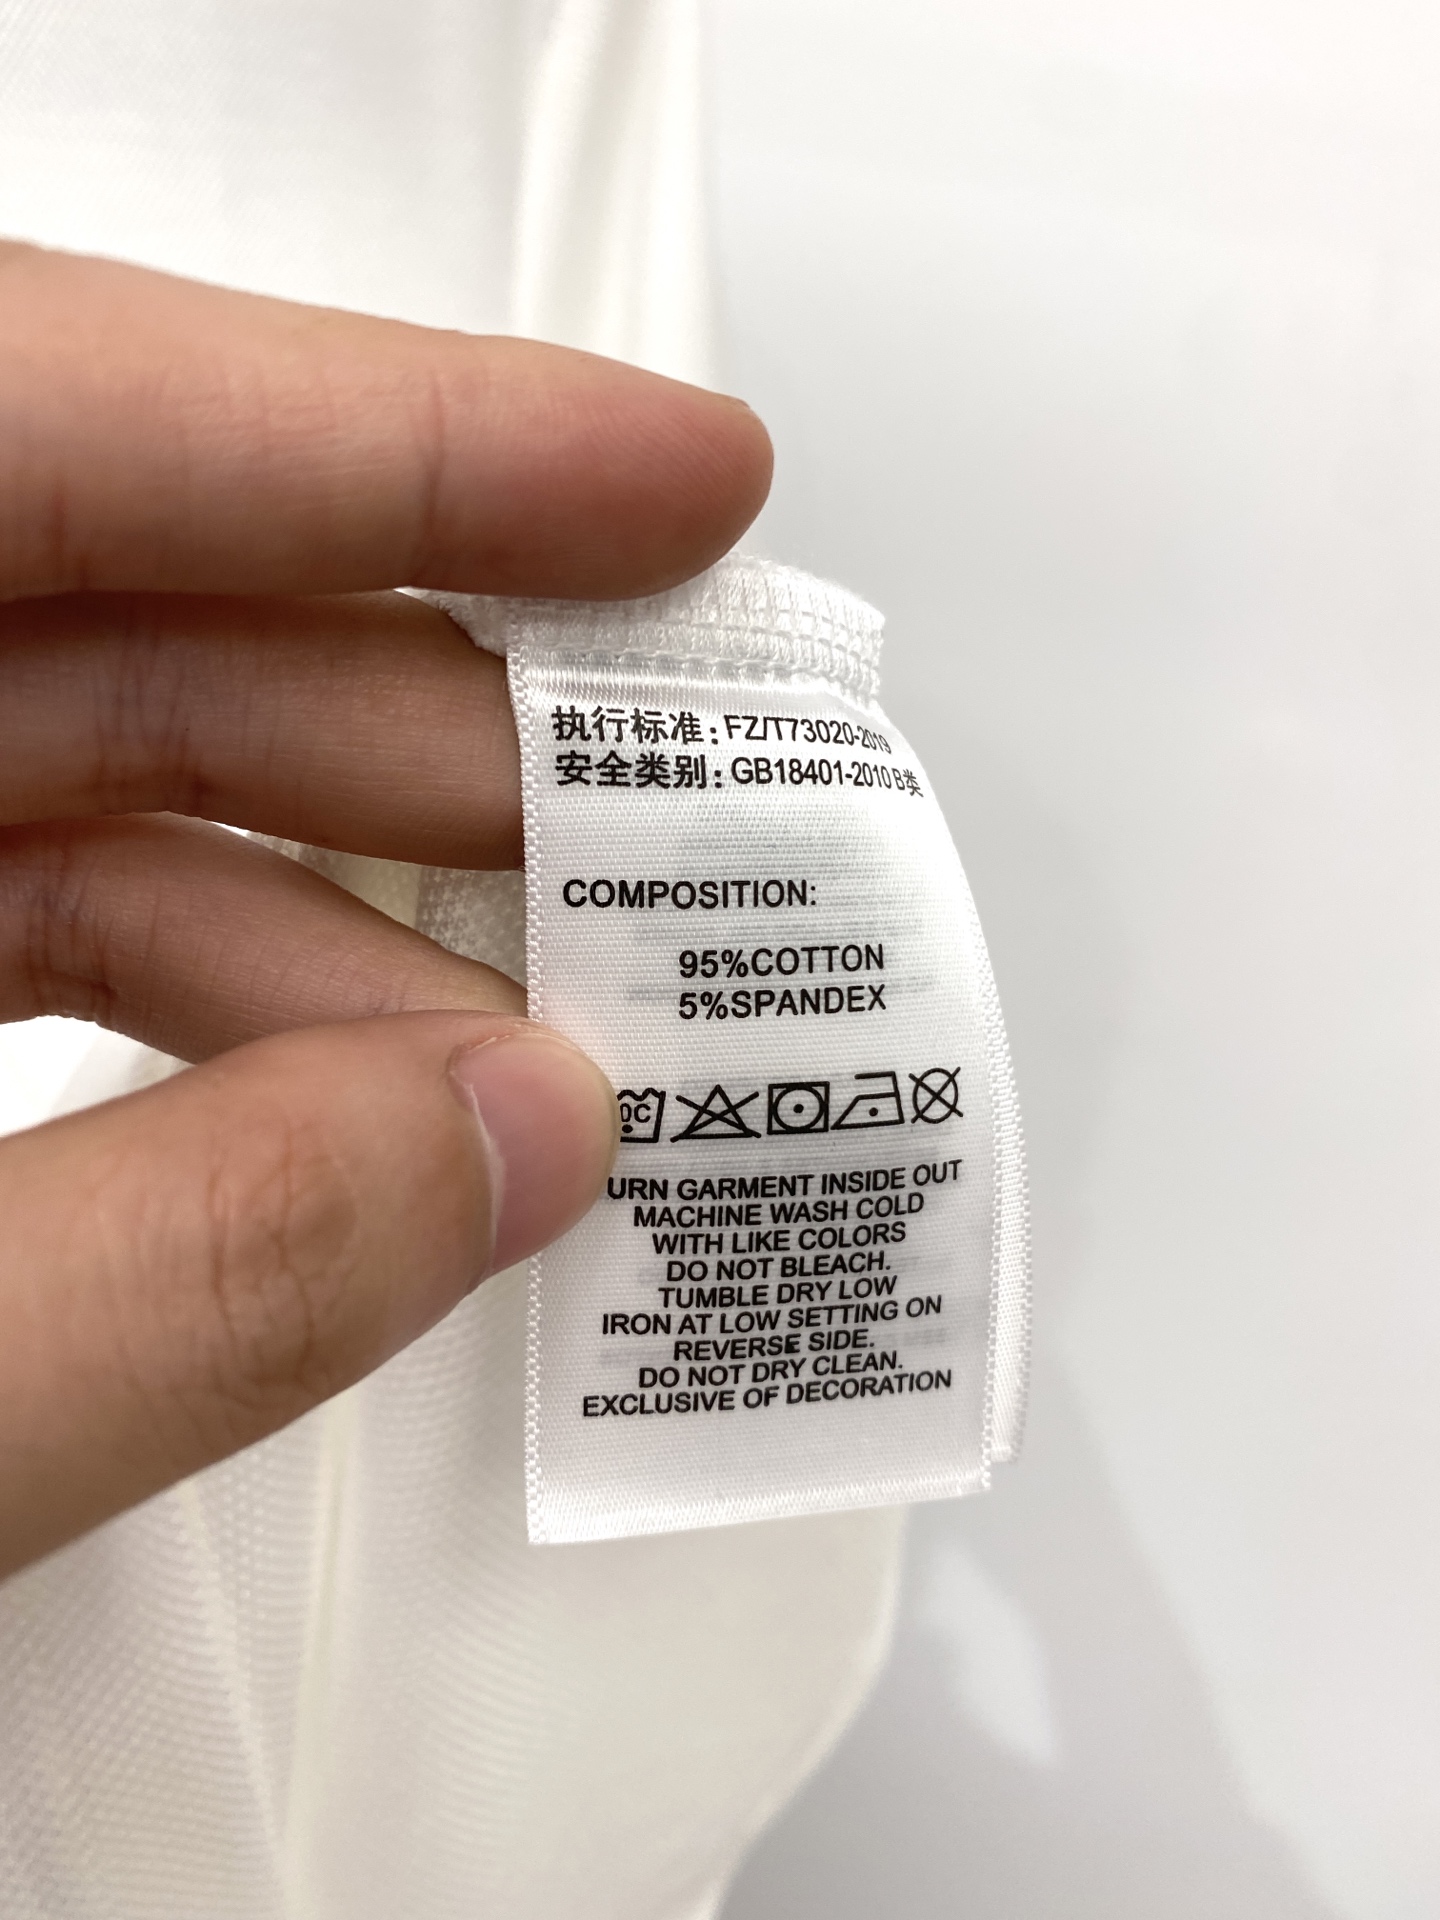 执行标准：FZ/T73020-2019
安全类别：GB18401-2010 B类
COMPOSITION:
95%COTTON
5%SPANDEX
0C
URN GARMENT INSIDE OUT
MACHINE WASH COLD
WITH LIKE COLORS
DO NOT BLEACH.
TUMBLE DRY LOW
IRON AT LOW SETTING ON
REVERSE SIDE.
DO NOT DRY CLEAN.
EXCLUSIVE OF DECORATION